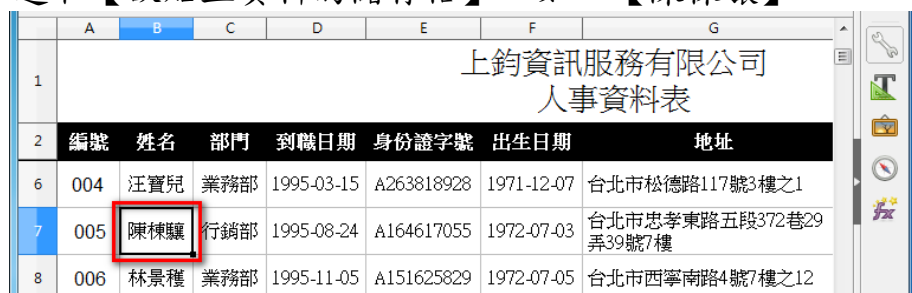 A B C D E F G
1 上鈞資訊服務有限公司
人事資料表
2 編號 姓名 部門 到職日期 身份證字號 出生日期 地址
6 004 汪寶兒 業務部 1995-03-15 A263818928 1971-12-07 台北市松德路117號3樓之1
7 005 陳棟驤 行銷部 1995-08-24 A164617055 1972-07-03 台北市忠孝東路五段372巷29
弄39號7樓
8 006 林景穫 業務部 1995-11-05 A151625829 1972-07-05 台北市西寧南路4號7樓之12